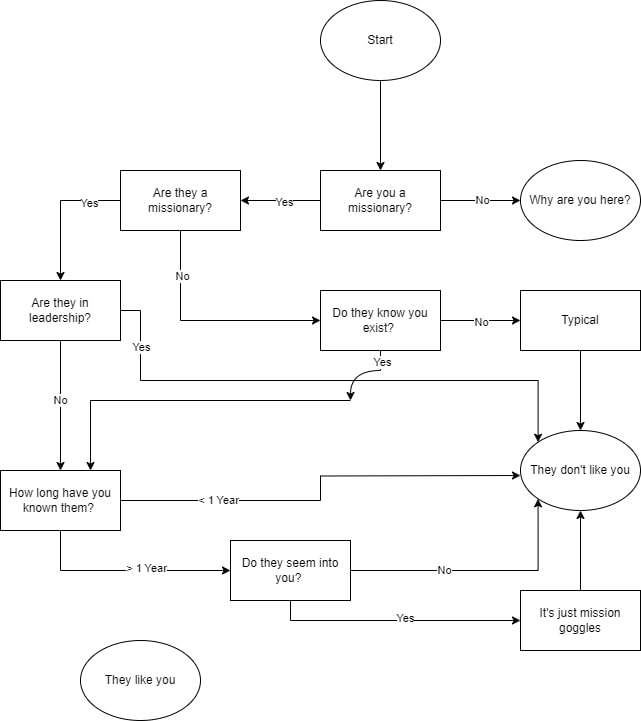 Start
Are they a
missionary?
Yes
Are you a
missionary?
No
Why are you here?
Yes
No
Are they in
leadership?
Yes
Do they know you
exist?
No
Typical
Yes
No
They don't like you
How long have you
known them?
< 1 Year
> 1 Year
Do they seem into
you?
No
Yes
It's just mission
goggles
They like you